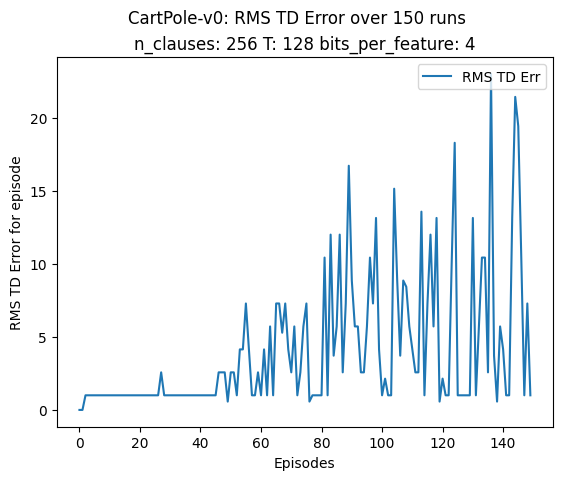 CartPole-v0: RMS TD Error over 150 runs
n_clauses: 256 T: 128 bits_per_feature: 4
RMS TD Err
RMS TD Error for episode
20
15
10
5
0
0 20 40 60 80 100 120 140
Episodes